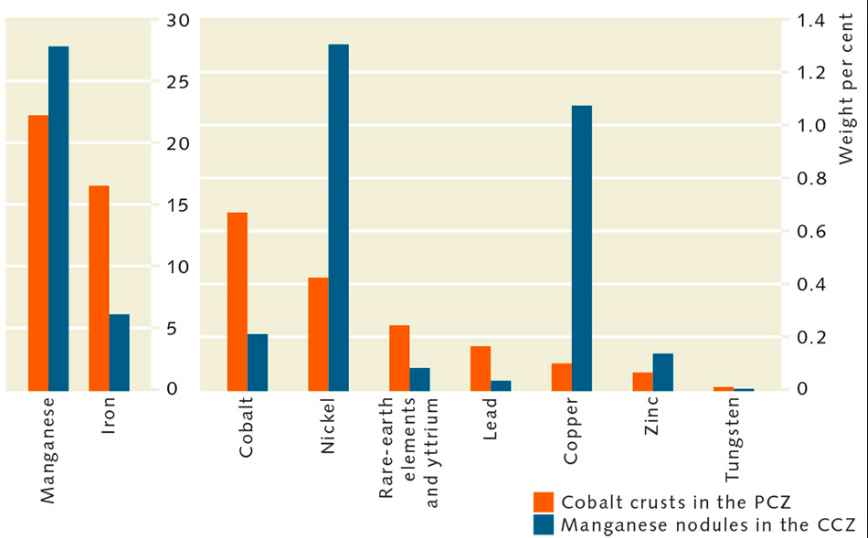 30
25
20
15
10
5
0
1.4
1.2
1.0
0.8
0.6
0.4
0.2
0
Weight per cent
Manganese
Iron
Cobalt
Nickel
Rare-earth
elements
and yttrium
Lead
Copper
Zinc
Tungsten
Cobalt crusts in the PCZ
Manganese nodules in the CCZ